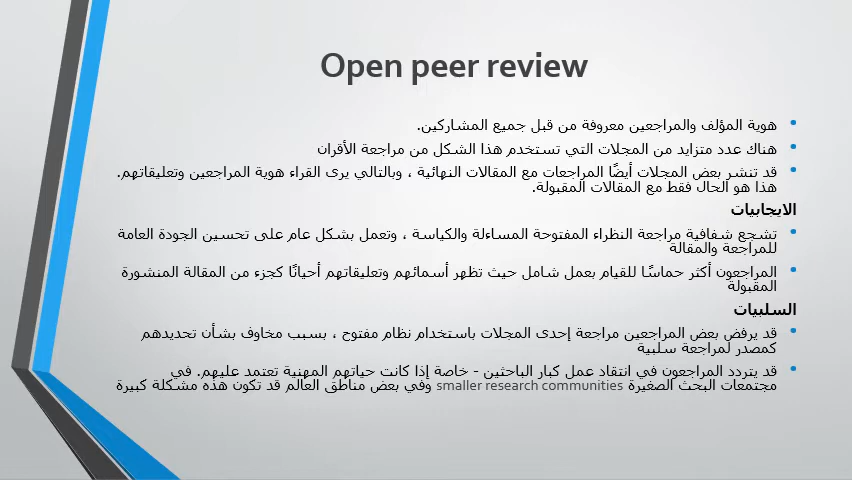 Open peer review
• هوية المؤلف والمراجعين معروفة من قبل جميع المشاركين.
• هناك عدد متزايد من المجلات التي تستخدم هذا الشكل من مراجعة الأقران
• قد تنشر بعض المجلات أيضًا المراجعات مع المقالات النهائية ، وبالتالي يرى القراء هوية المراجعين وتعليقاتهم.
هذا هو الحال فقط مع المقالات المقبولة.
الايجابيات
• تشجع شفافية مراجعة النظراء المفتوحة المساءلة والكياسة ، وتعمل بشكل عام على تحسين الجودة العامة
للمراجعة والمقالة
• المراجعون أكثر حماسًا للقيام بعمل شامل حيث تظهر أسمائهم وتعليقاتهم أحيانًا كجزء من المقالة المنشورة
المقبولة
السلبيات
• قد يرفض بعض المراجعين مراجعة إحدى المجلات باستخدام نظام مفتوح ، بسبب مخاوف بشأن تحديدهم
كمصدر لمراجعة سلبية
• قد يتردد المراجعون في انتقاد عمل كبار الباحثين - خاصة إذا كانت حياتهم المهنية تعتمد عليهم. في
مجتمعات البحث الصغيرة smaller research communities وفي بعض مناطق العالم قد تكون هذه مشكلة كبيرة